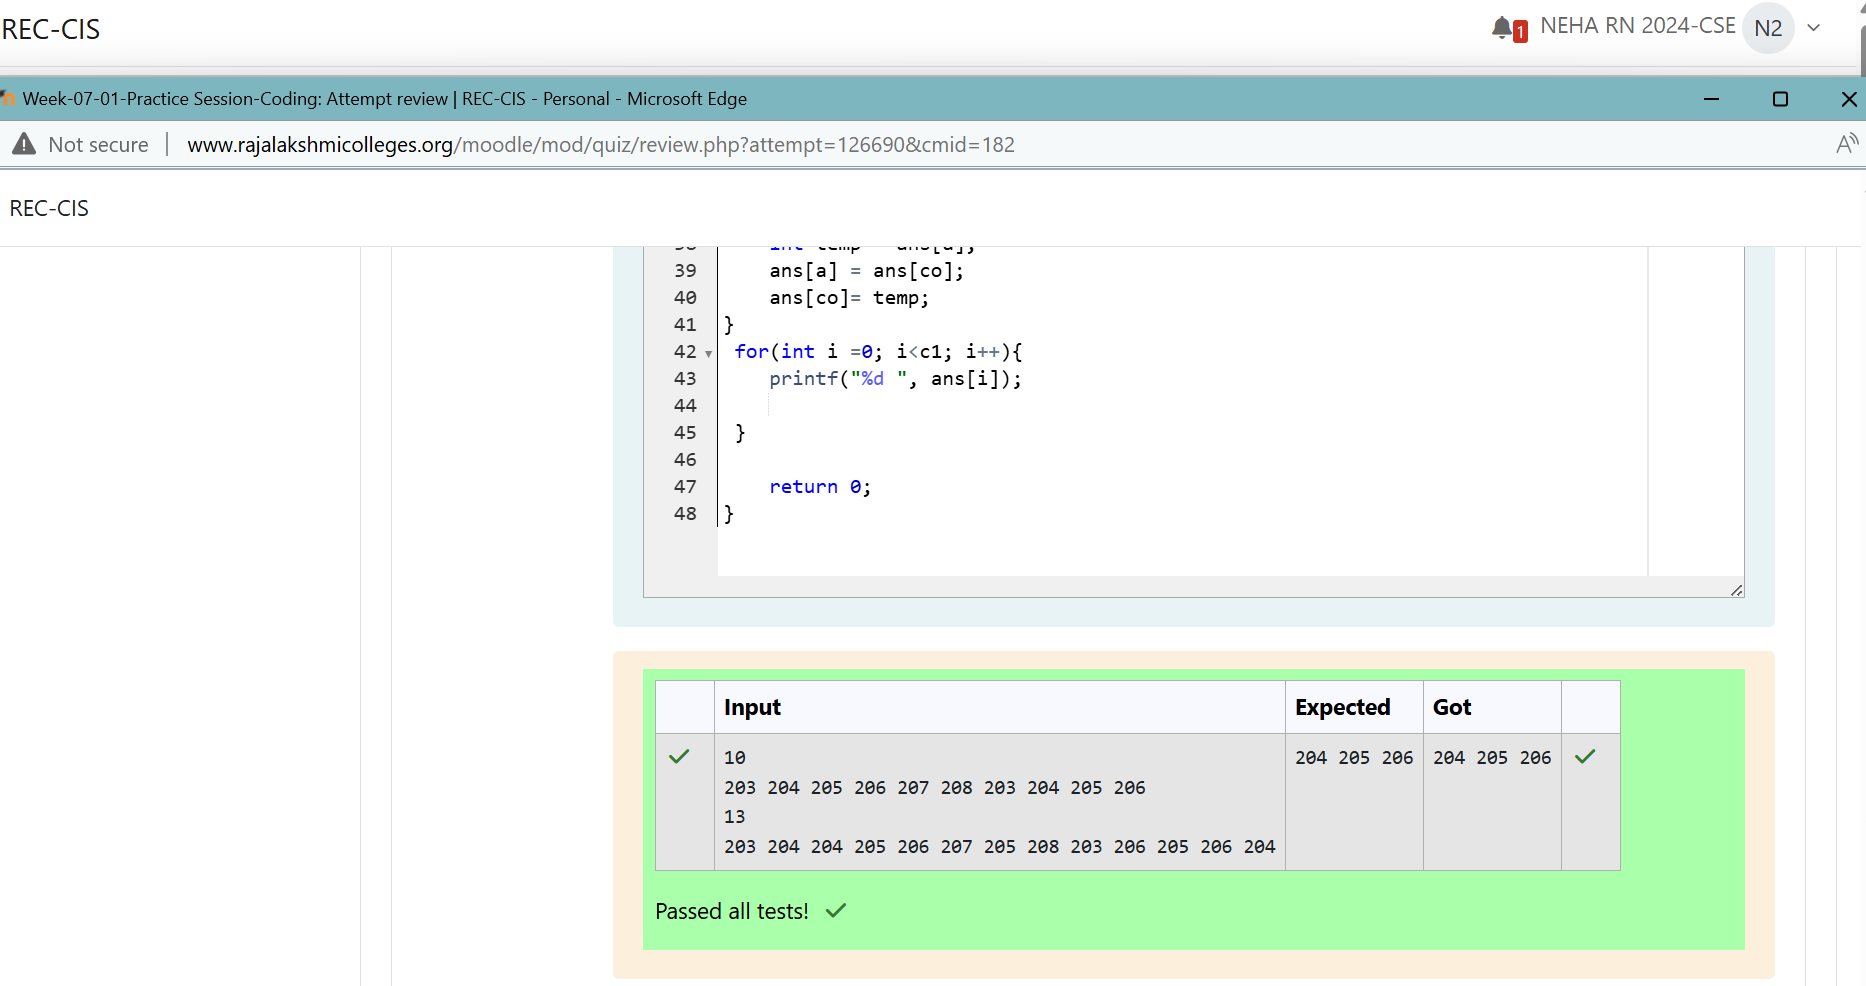 REC-CIS
1
NEHA RN 2024-CSE
N2
Week-07-01-Practice Session-Coding: Attempt review | REC-CIS - Personal - Microsoft Edge
Not secure
www.rajalakshmicolleges.org/moodle/mod/quiz/review.php?attempt=126690&cmid=182
REC-CIS
39 ans[a] = ans[co];
40 ans[co]= temp;
41 }
42 for(int i =0; i<c1; i++){
43 printf("%d ", ans[i]);
44
45 }
46
47 return 0;
48 }
Input Expected Got
10 204 205 206 204 205 206
203 204 205 206 207 208 203 204 205 206
13
203 204 204 205 206 207 205 208 203 206 205 206 204
Passed all tests!